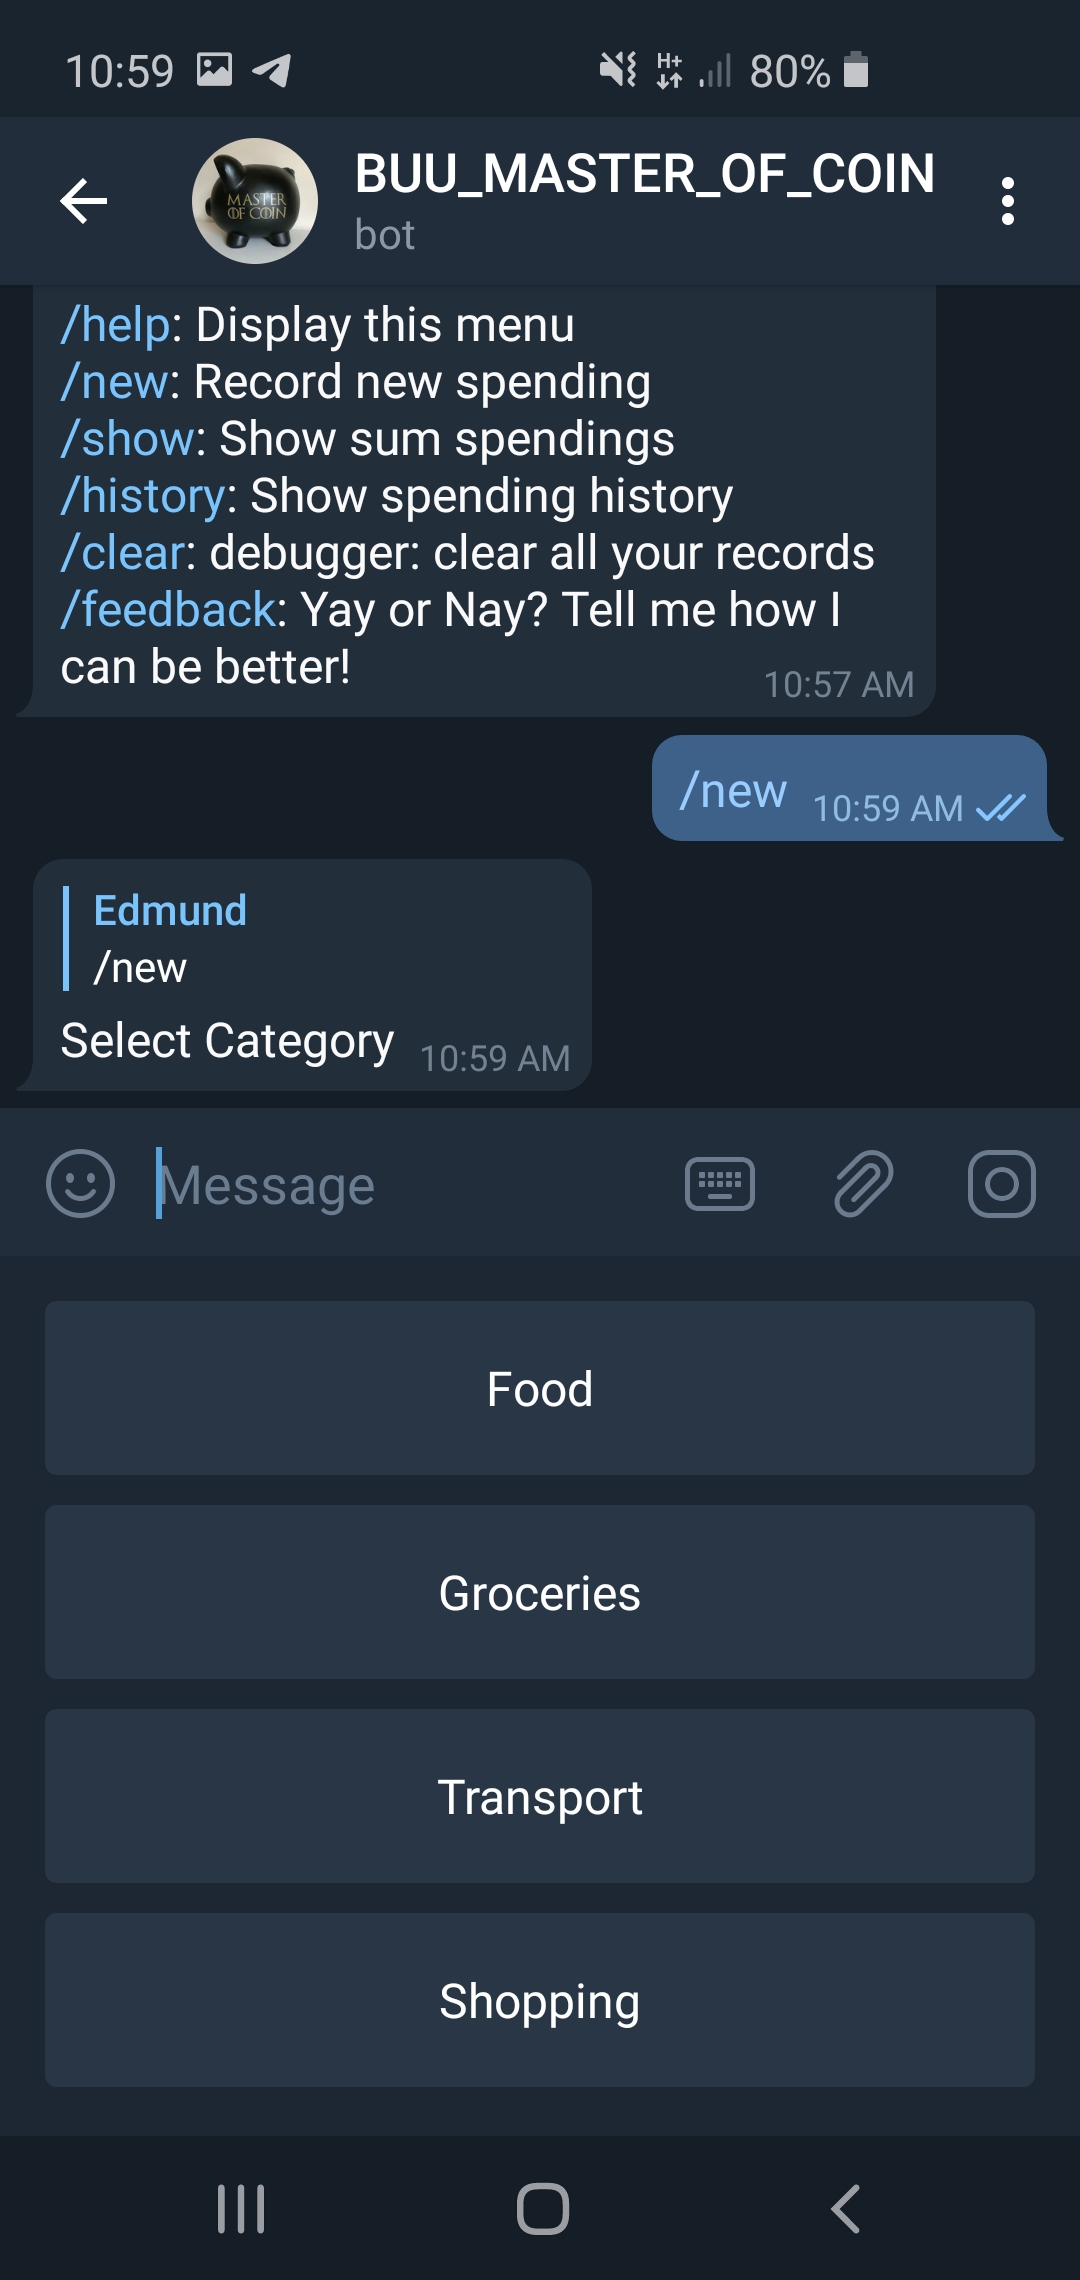 10:59 H+ 80%
MASTER
OF COIN
BUU_MASTER_OF_COIN
bot
/help: Display this menu
/new: Record new spending
/show: Show sum spendings
/history: Show spending history
/clear: debugger: clear all your records
/feedback: Yay or Nay? Tell me how I
can be better!
10:57 AM
/new 10:59 AM
Edmund
/new
Select Category 10:59 AM
Message
Food
Groceries
Transport
Shopping